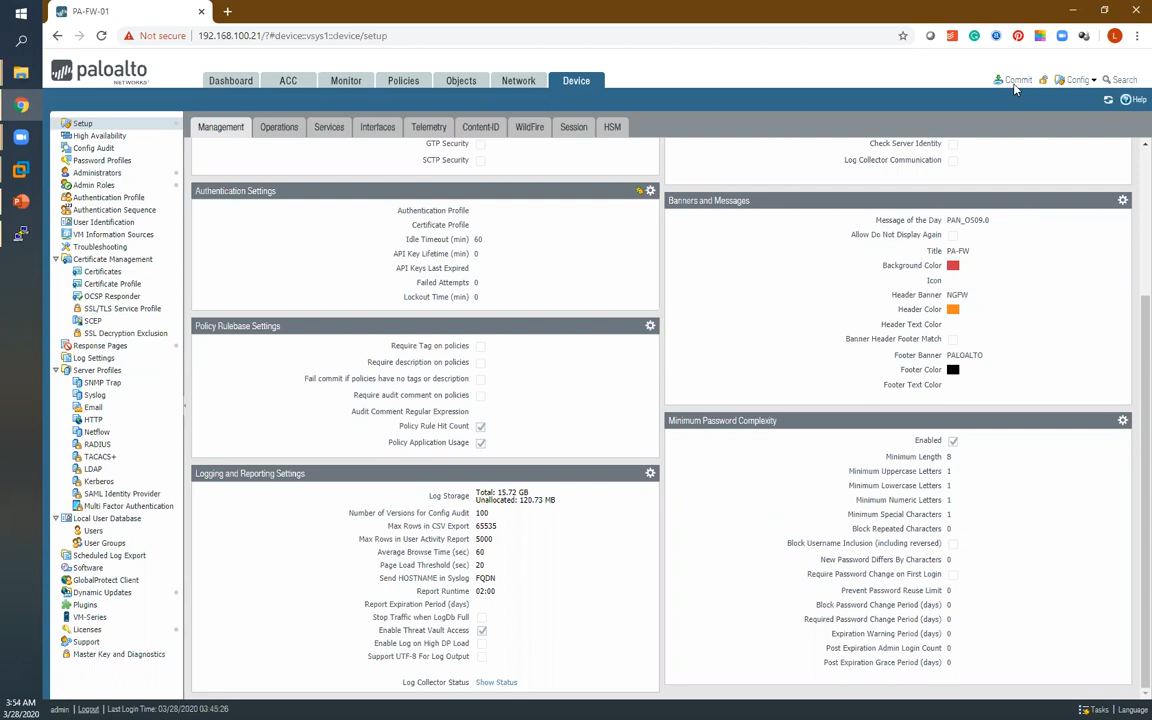 PA-FW-01
Not secure 192.168.100.21/?#device::vsys1::device/setup
L
paloalto NETWORKS
Dashboard ACC Monitor Policies Objects Network Device
Commit Config Search
Help
Setup
High Availability
Config Audit
Password Profiles
Administrators
Admin Roles
Authentication Profile
Authentication Sequence
User Identification
VM Information Sources
Troubleshooting
Certificate Management
Certificates
Certificate Profile
OCSP Responder
SSL/TLS Service Profile
SCEP
SSL Decryption Exclusion
Response Pages
Log Settings
Server Profiles
SNMP Trap
Syslog
Email
HTTP
Netflow
RADIUS
TACACS+
LDAP
Kerberos
SAML Identity Provider
Multi Factor Authentication
Local User Database
Users
User Groups
Scheduled Log Export
Software
GlobalProtect Client
Dynamic Updates
Plugins
VM-Series
Licenses
Support
Master Key and Diagnostics
Management Operations Services Interfaces Telemetry Content-ID WildFire Session HSM
GTP Security
SCTP Security
Authentication Settings
Authentication Profile
Certificate Profile
Idle Timeout (min) 60
API Key Lifetime (min) 0
API Keys Last Expired
Failed Attempts 0
Lockout Time (min) 0
Policy Rulebase Settings
Require Tag on policies
Require description on policies
Fail commit if policies have no tags or description
Require audit comment on policies
Audit Comment Regular Expression
Policy Rule Hit Count
Policy Application Usage
Logging and Reporting Settings
Log Storage Total: 15.72 GB
Unallocated: 120.73 MB
Number of Versions for Config Audit 100
Max Rows in CSV Export 65535
Max Rows in User Activity Report 5000
Average Browse Time (sec) 60
Page Load Threshold (sec) 20
Send HOSTNAME in Syslog FQDN
Report Runtime 02:00
Report Expiration Period (days)
Stop Traffic when LogDb Full
Enable Threat Vault Access
Enable Log on High DP Load
Support UTF-8 For Log Output
Log Collector Status Show Status
Check Server Identity
Log Collector Communication
Banners and Messages
Message of the Day PAN_OS09.0
Allow Do Not Display Again
Title PA-FW
Background Color
Icon
Header Banner NGFW
Header Color
Header Text Color
Banner Header Footer Match
Footer Banner PALOALTO
Footer Color
Footer Text Color
Minimum Password Complexity
Enabled
Minimum Length 8
Minimum Uppercase Letters 1
Minimum Lowercase Letters 1
Minimum Numeric Letters 1
Minimum Special Characters 1
Block Repeated Characters 0
Block Username Inclusion (including reversed)
New Password Differs By Characters 0
Require Password Change on First Login
Prevent Password Reuse Limit 0
Block Password Change Period (days) 0
Required Password Change Period (days) 0
Expiration Warning Period (days) 0
Post Expiration Admin Login Count 0
Post Expiration Grace Period (days) 0
3:54 AM
3/28/2020
admin Logout Last Login Time: 03/28/2020 03:45:26
Tasks Language